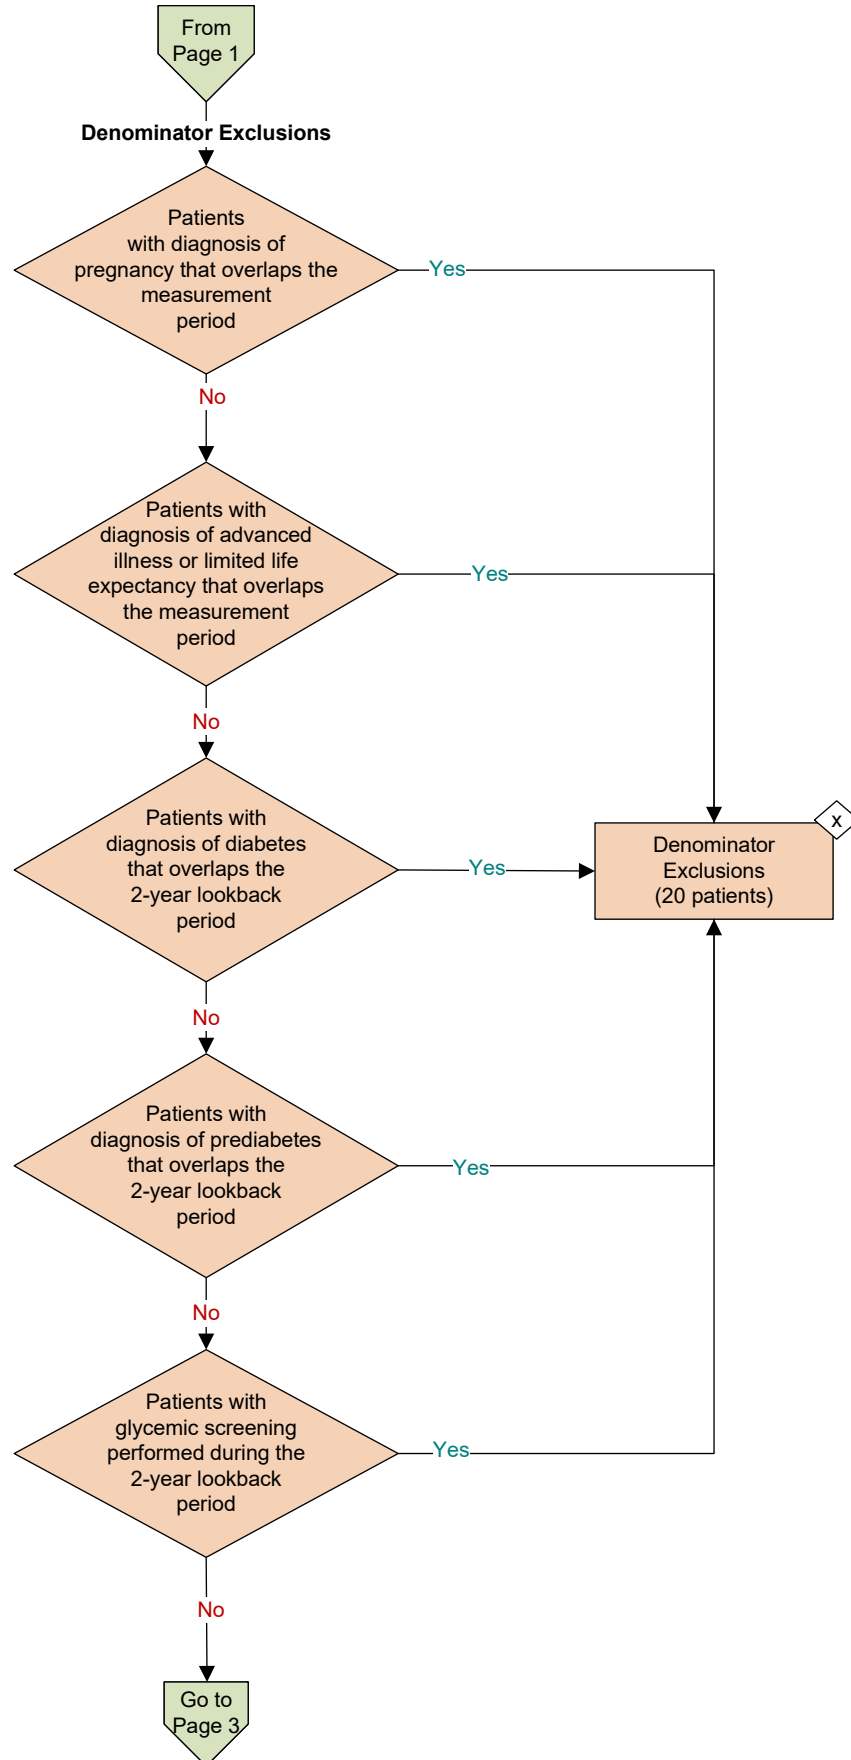 From
Page 1
Denominator Exclusions
Patients
with diagnosis of
pregnancy that overlaps the
measurement
period
Yes
No
Patients with
diagnosis of advanced
illness or limited life
expectancy that overlaps
the measurement
period
Yes
No
Patients with
diagnosis of diabetes
that overlaps the
2-year lookback
period
Yes
x
Denominator
Exclusions
(20 patients)
No
Patients with
diagnosis of prediabetes
that overlaps the
2-year lookback
period
Yes
No
Patients with
glycemic screening
performed during the
2-year lookback
period
Yes
No
Go to
Page 3